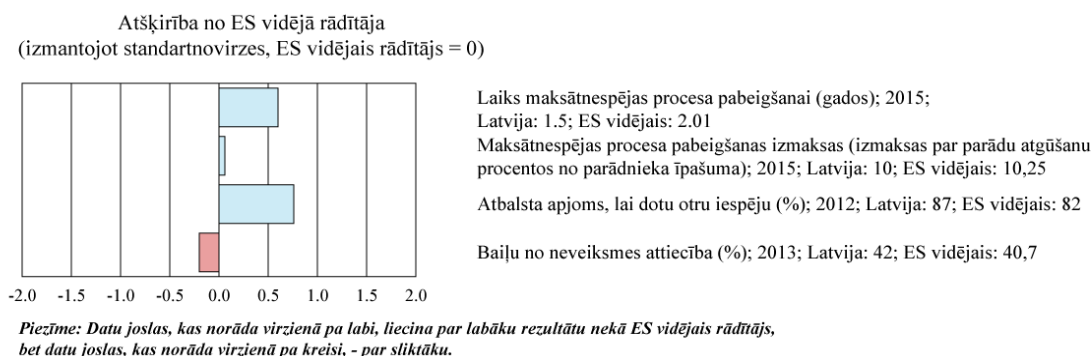 Atšķirība no ES vidējā rādītāja
(izmantojot standartnovirzes, ES vidējais rādītājs = 0)
Laiks maksātnespējas procesa pabeigšanai (gados); 2015;
Latvija: 1.5; ES vidējais: 2.01
Maksātnespējas procesa pabeigšanas izmaksas (izmaksas par parādu atgūšanu
procentos no parādnieka īpašuma); 2015; Latvija: 10; ES vidējais: 10,25
Atbalsta apjoms, lai dotu otru iespēju (%); 2012; Latvija: 87; ES vidējais: 82
Baiļu no neveiksmes attiecība (%); 2013; Latvija: 42; ES vidējais: 40,7
-2.0 -1.5 -1.0 -0.5 0.0 0.5 1.0 1.5 2.0
Piezīme: Datu joslas, kas norāda virzienā pa labi, liecina par labāku rezultātu nekā ES vidējais rādītājs,
bet datu joslas, kas norāda virzienā pa kreisi, - par sliktāku.